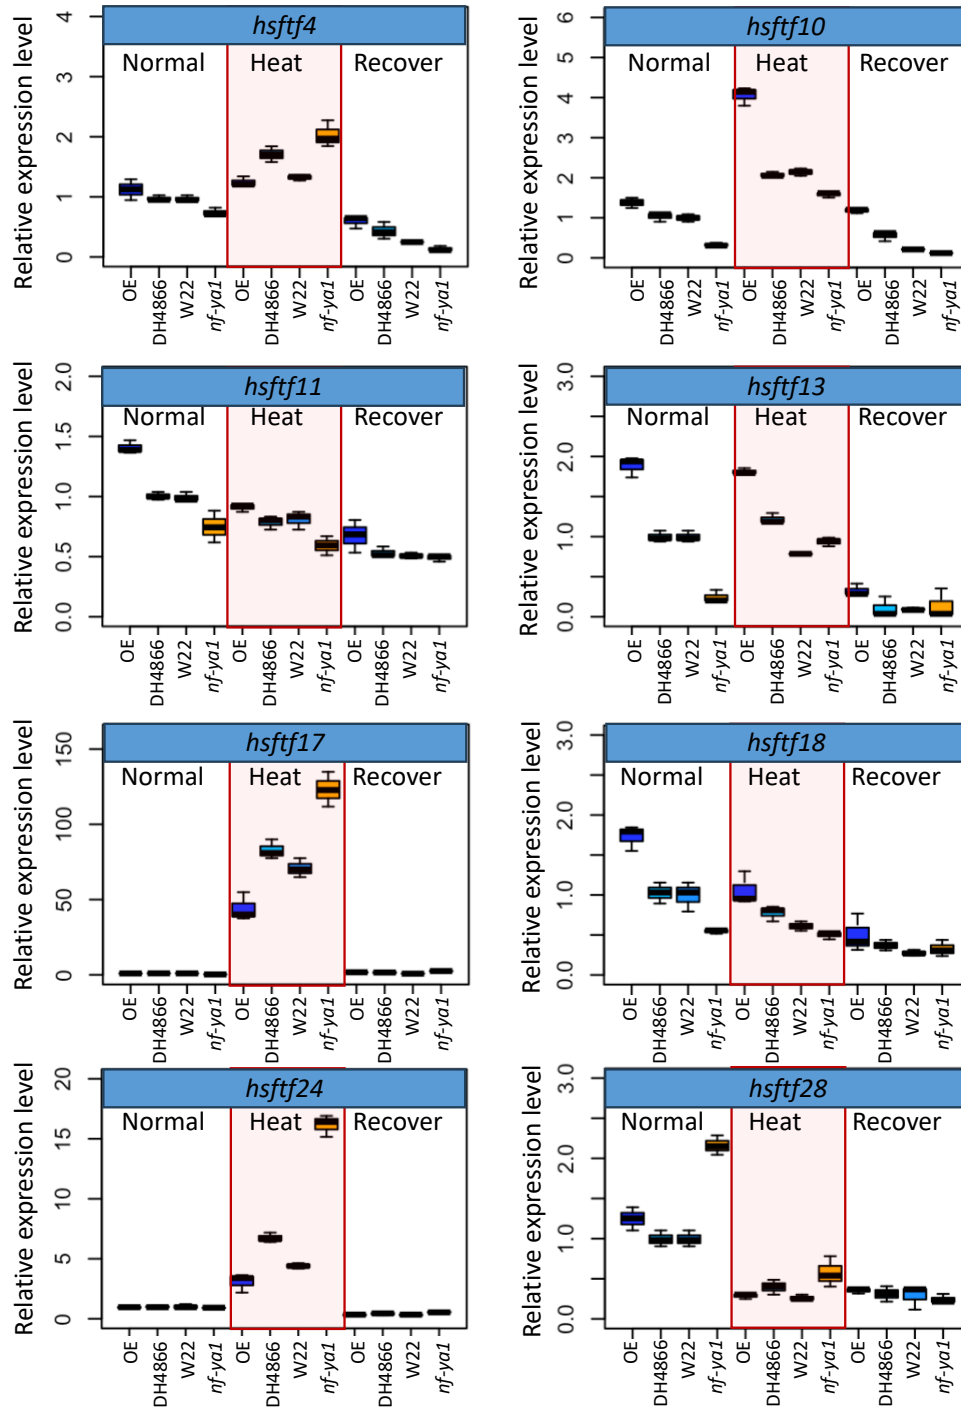 hsftf4
Normal Heat Recover
Relative expression level
4
3
2
1
0
OE DH4866 W22 nf-ya1 OE DH4866 W22 nf-ya1 OE DH4866 W22 nf-ya1
hsftf10
Normal Heat Recover
Relative expression level
6
5
4
3
2
1
0
OE DH4866 W22 nf-ya1 OE DH4866 W22 nf-ya1 OE DH4866 W22 nf-ya1
hsftf11
Normal Heat Recover
Relative expression level
2.0
1.5
1.0
0.5
0.0
OE DH4866 W22 nf-ya1 OE DH4866 W22 nf-ya1 OE DH4866 W22 nf-ya1
hsftf13
Normal Heat Recover
Relative expression level
3.0
2.0
1.0
0.0
OE DH4866 W22 nf-ya1 OE DH4866 W22 nf-ya1 OE DH4866 W22 nf-ya1
hsftf17
Normal Heat Recover
Relative expression level
150
100
50
0
OE DH4866 W22 nf-ya1 OE DH4866 W22 nf-ya1 OE DH4866 W22 nf-ya1
hsftf18
Normal Heat Recover
Relative expression level
3.0
2.0
1.0
0.0
OE DH4866 W22 nf-ya1 OE DH4866 W22 nf-ya1 OE DH4866 W22 nf-ya1
hsftf24
Normal Heat Recover
Relative expression level
20
15
10
5
0
OE DH4866 W22 nf-ya1 OE DH4866 W22 nf-ya1 OE DH4866 W22 nf-ya1
hsftf28
Normal Heat Recover
Relative expression level
3.0
2.0
1.0
0.0
OE DH4866 W22 nf-ya1 OE DH4866 W22 nf-ya1 OE DH4866 W22 nf-ya1